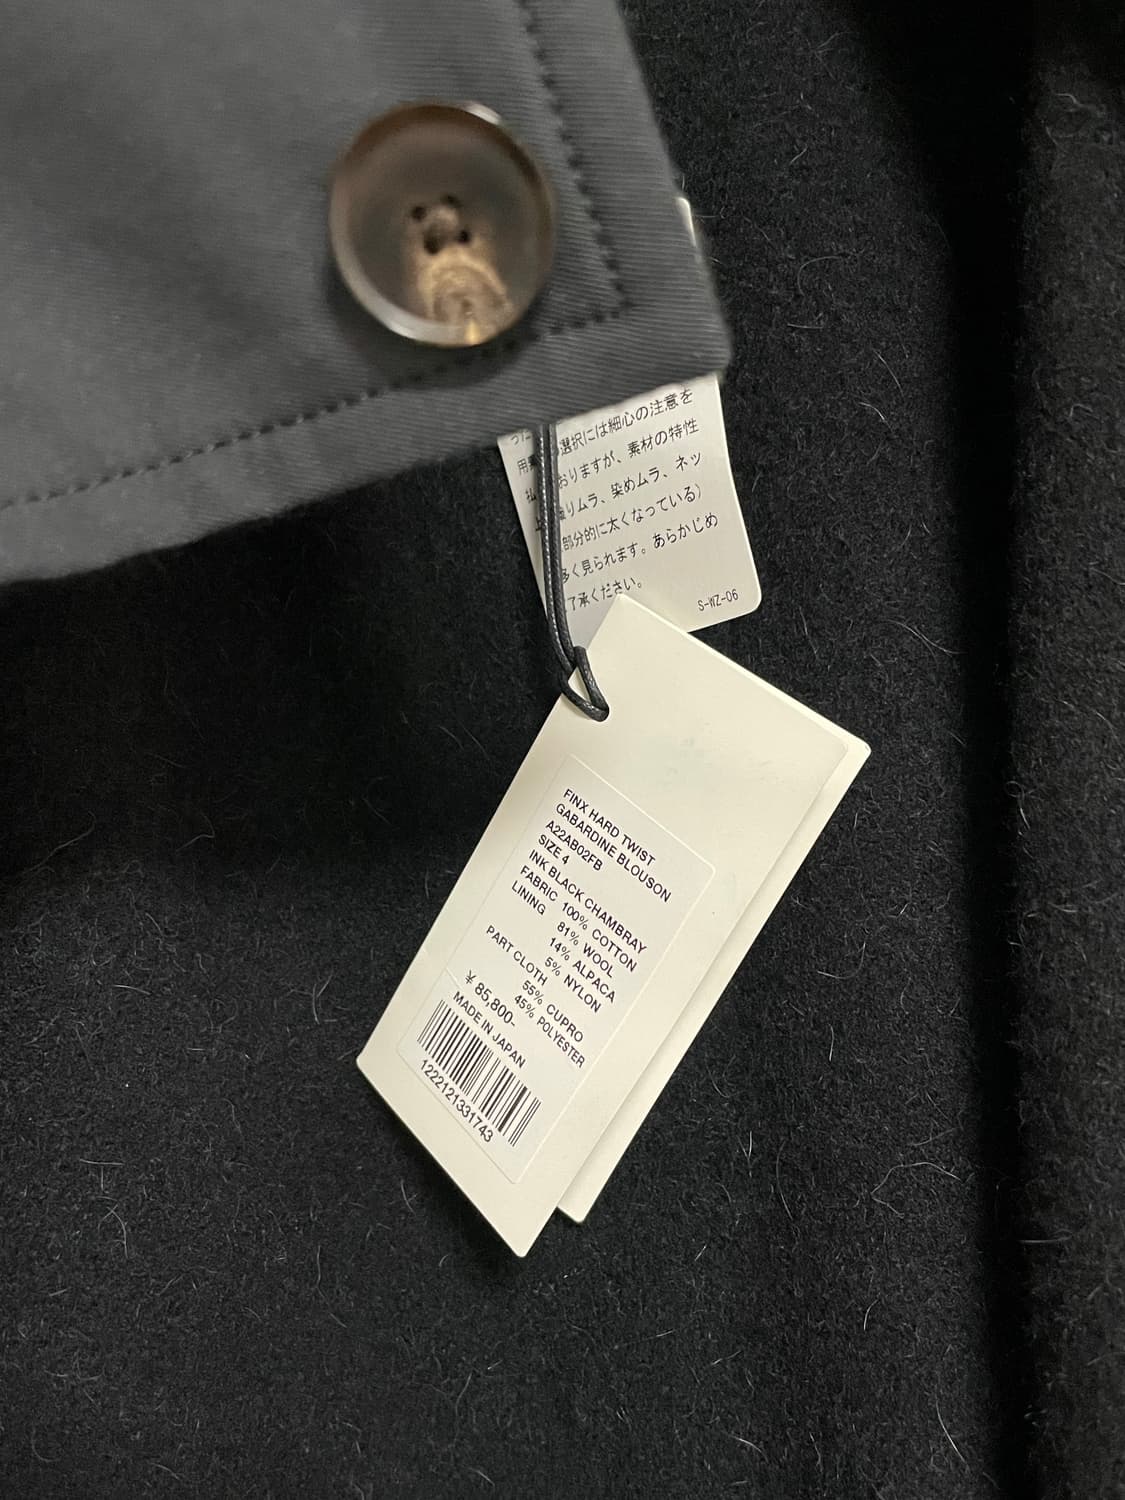 選択には細心の注意を
おりますが、素材の特性
りムラ、染めムラ、ネッ
部分的に太くなっている）
多く見られます。あらかじめ
了承ください。
S-WZ-06
FINX HARD TWIST
GABARDINE BLOUSON
A22AB02FB
SIZE 4
INK BLACK CHAMBRAY
FABRIC 100% COTTON
LINING 81% WOOL
14% ALPACA
5% NYLON
PART CLOTH
55% CUPRO
45% POLYESTER
¥ 85,800-
MADE IN JAPAN
1222121331743